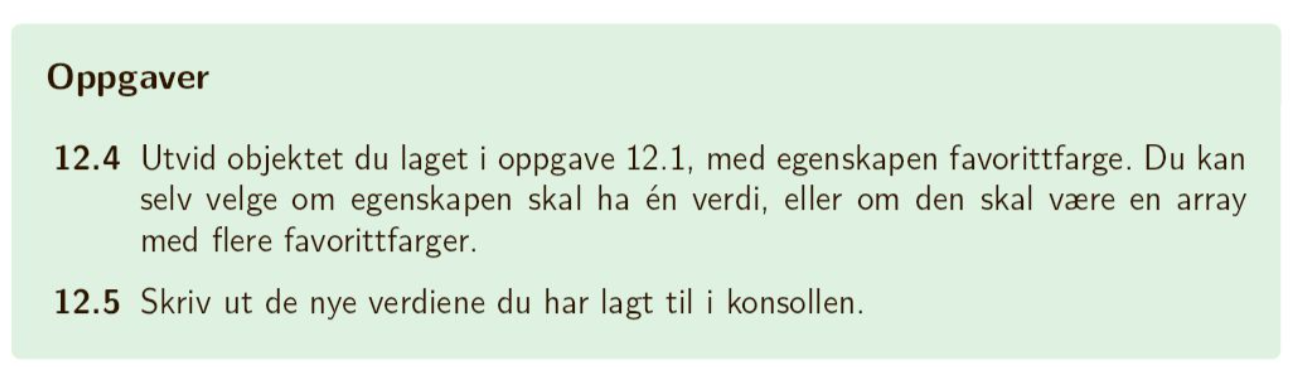 Oppgaver
12.4 Utvid objektet du laget i oppgave 12.1, med egenskapen favorittfarge. Du kan
selv velge om egenskapen skal ha én verdi, eller om den skal være en array
med flere favorittfarger.
12.5 Skriv ut de nye verdiene du har lagt til i konsollen.